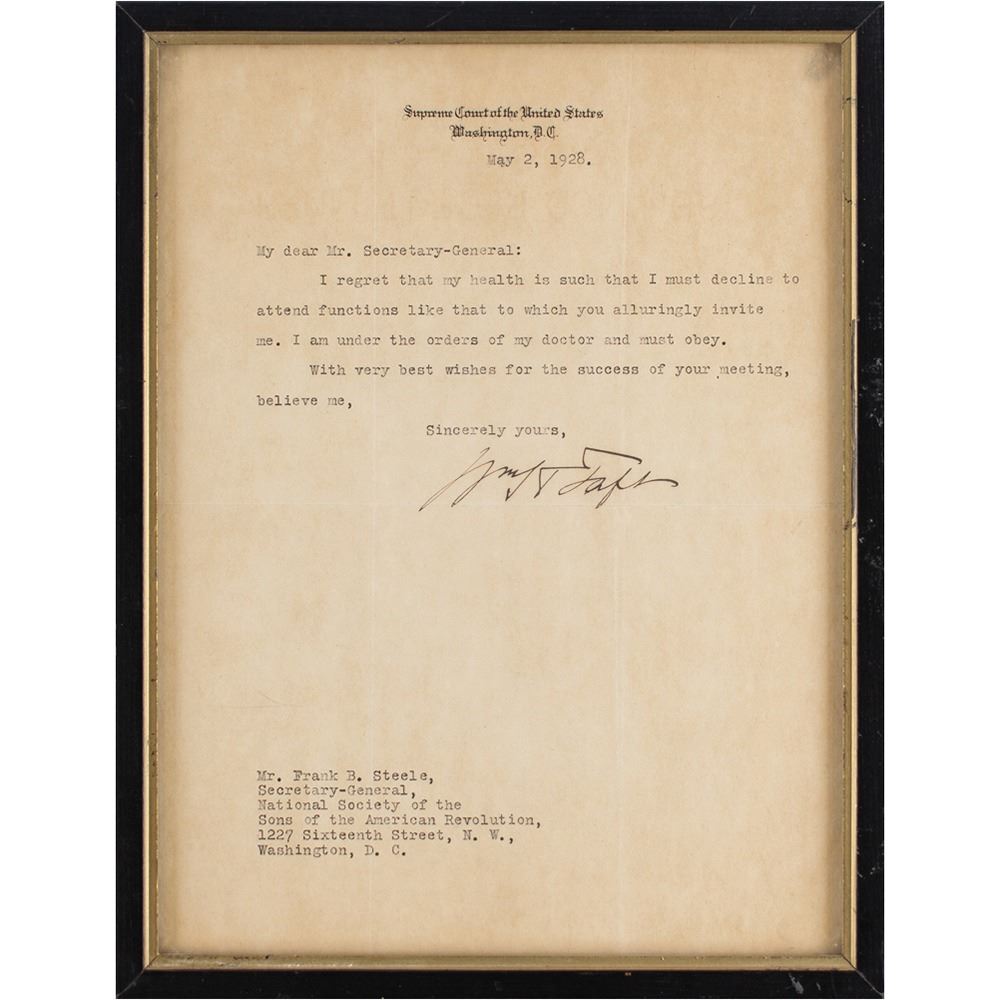 Supreme Court of the United States
Washington, D.C.
May 2, 1928.
My dear Mr. Secretary-General:
I regret that my health is such that I must decline to
attend functions like that to which you alluringly invite
me. I am under the orders of my doctor and must obey.
With very best wishes for the success of your meeting,
believe me,
Sincerely yours,
Wm H Taft
Mr. Frank B. Steele,
Secretary-General,
National Society of the
Sons of the American Revolution,
1227 Sixteenth Street, N. W.,
Washington, D. C.